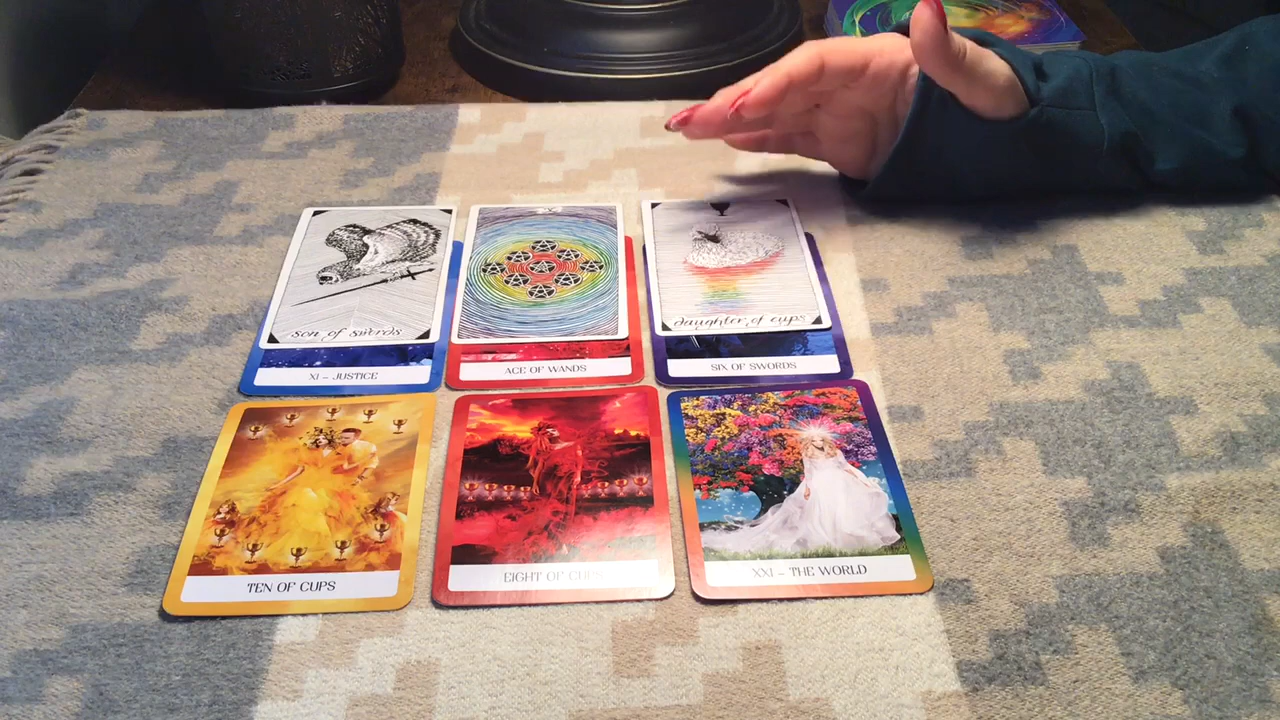 son of swords
X
daughter of cups
XI – JUSTICE
ACE OF WANDS
SIX OF SWORDS
TEN OF CUPS
EIGHT OF CUPS
XXI – THE WORLD